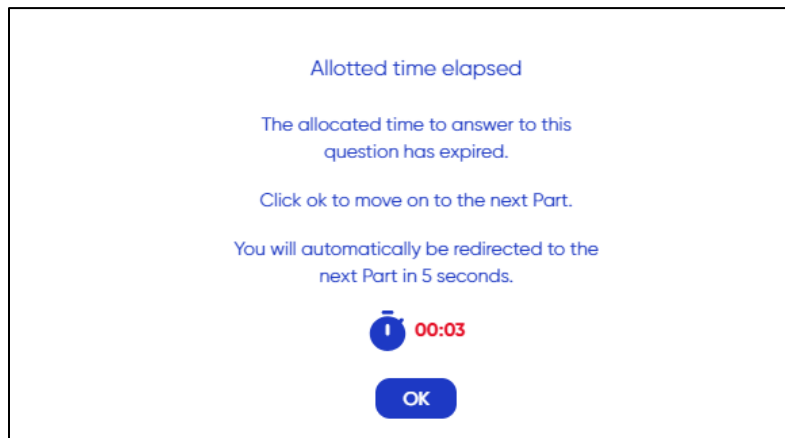 Allotted time elapsed
The allocated time to answer to this
question has expired.
Click ok to move on to the next Part.
You will automatically be redirected to the
next Part in 5 seconds.
00:03
OK